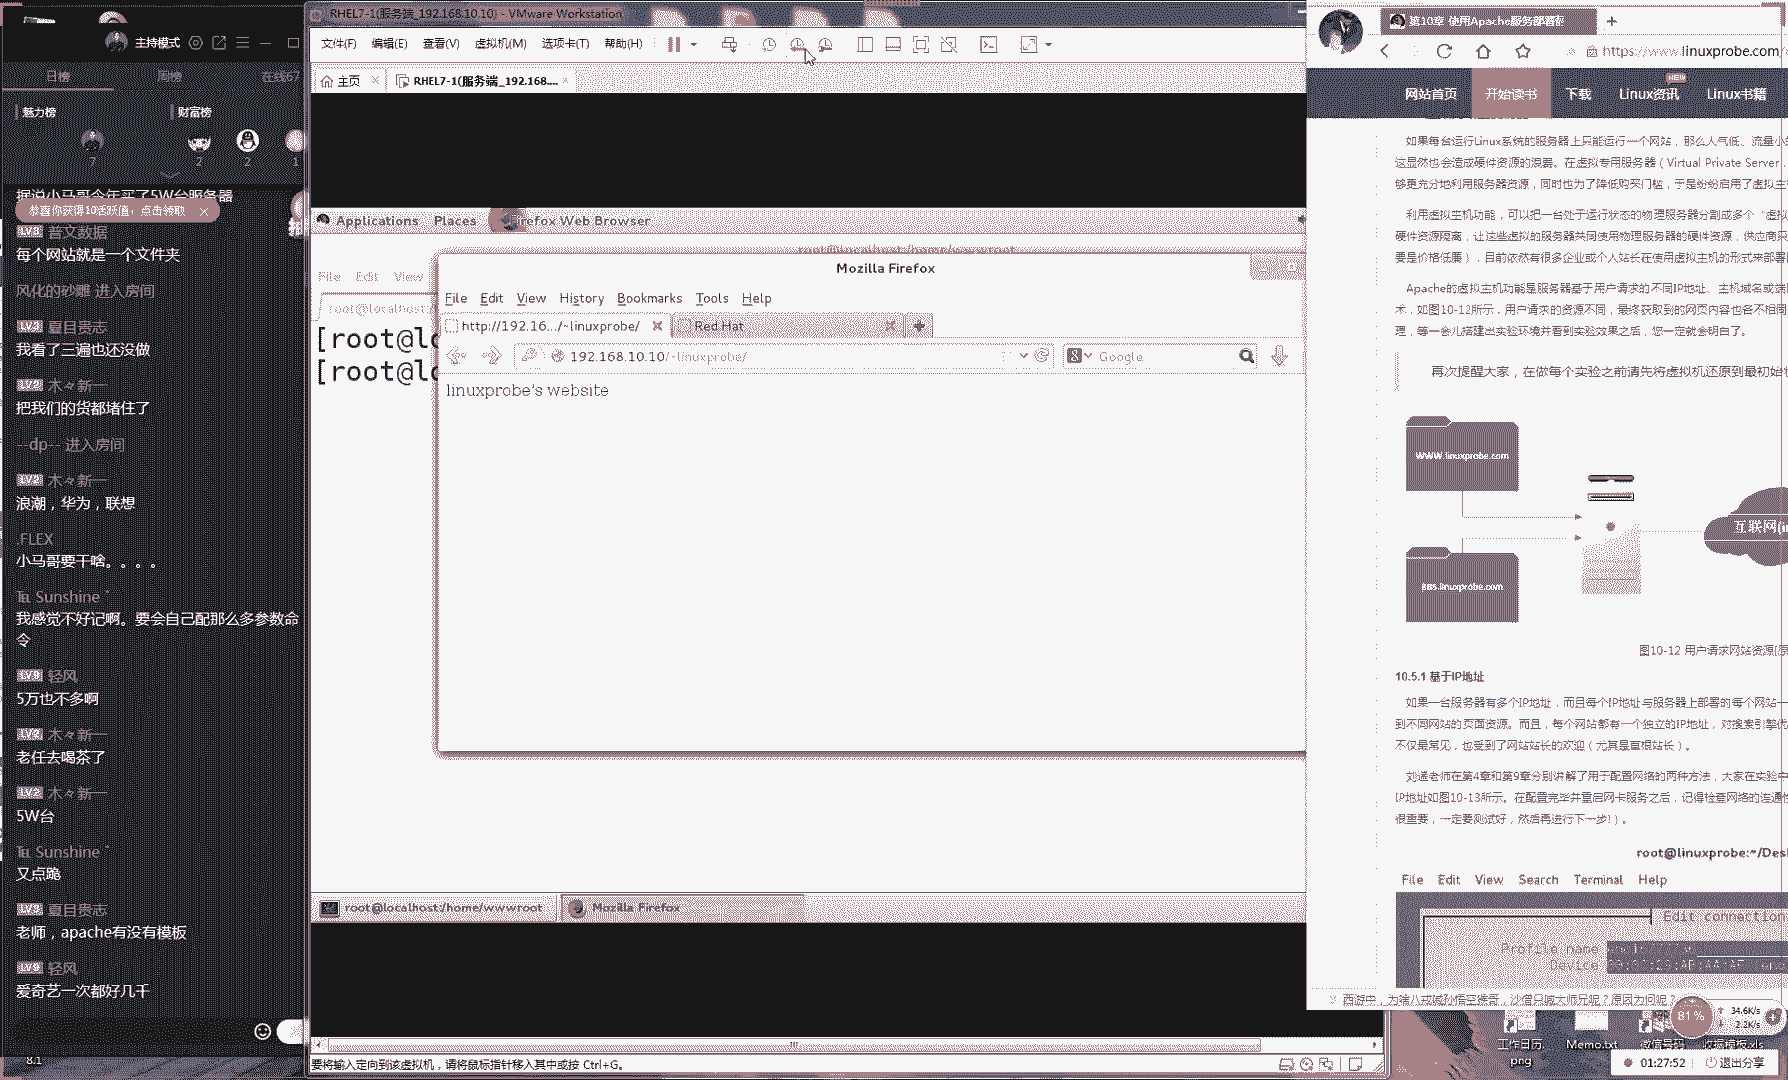 主持模式
日榜
周榜
在线67
魅力榜
财富榜
7
2
2
1
据说小马哥今年买了5W台服务器
恭喜你获得10活跃值，点击领取
LV3 普文数据
每个网站就是一个文件夹
风化的砂雕 进入房间
LV3 夏目贵志
我看了三遍也还没做
LV2 木々新一
把我们的货都堵住了
--dp-- 进入房间
LV2 木々新一
浪潮，华为，联想
.FLEX
小马哥要干啥。。。。
℡ Sunshine
我感觉不好记啊。要会自己配那么多参数命
令
LV9 轻风
5万也不多啊
LV2 木々新一
老任去喝茶了
LV2 木々新一
5W台
℡ Sunshine
又点跪
LV3 夏目贵志
老师，apache有没有模板
LV9 轻风
爱奇艺一次都好几千
8.1
RHEL7-1(服务端_192.168.10.10) - VMware Workstation
文件(F) 编辑(E) 查看(V) 虚拟机(M) 选项卡(T) 帮助(H)
主页
RHEL7-1(服务端_192.168....
Applications Places Firefox Web Browser
root@localhost:/home/wwwroot
File Edit View
root@localhost:
[root@lo
[root@lo
Mozilla Firefox
File Edit View History Bookmarks Tools Help
http://192.16.../~linuxprobe/
Red Hat
192.168.10.10/~linuxprobe/
Google
linuxprobe's website
root@localhost:/home/wwwroot
Mozilla Firefox
要将输入定向到该虚拟机，请将鼠标指针移入其中或按 Ctrl+G。
第10章 使用Apache服务部署静
https://www.linuxprobe.com/
网站首页 开始读书 下载 Linux资讯 NEW Linux书籍
如果每台运行Linux系统的服务器上只能运行一个网站，那么人气低、流量小
这显然也会造成硬件资源的浪费。在虚拟专用服务器（Virtual Private Server，
够更充分地利用服务器资源，同时也为了降低购买门槛，于是纷纷启用了虚拟主
利用虚拟主机功能，可以把一台处于运行状态的物理服务器分割成多个“虚拟
硬件资源隔离，让这些虚拟的服务器共同使用物理服务器的硬件资源，供应商只
要是价格低廉），目前依然有很多企业或个人站长在使用虚拟主机的形式来部署
Apache的虚拟主机功能是服务器基于用户请求的不同IP地址、主机域名或端
术，如图10-12所示，用户请求的资源不同，最终获取到的网页内容也各不相同
理，等一会儿搭建出实验环境并看到实验效果之后，您一定就会明白了。
再次提醒大家，在做每个实验之前请先将虚拟机还原到最初始
WWW.linuxprobe.com
BBS.linuxprobe.com
互联网
图10-12 用户请求网站资源
10.5.1 基于IP地址
如果一台服务器有多个IP地址，而且每个IP地址与服务器上部署的每个网站一
到不同网站的页面资源。而且，每个网站都有一个独立的IP地址，对搜索引擎优
不仅最常见，也受到了网站站长的欢迎（尤其是草根站长）。
刘遄老师在第4章和第9章分别讲解了用于配置网络的两种方法，大家在实验中
IP地址如图10-13所示。在配置完毕并重启网卡服务之后，记得检查网络的连通性
很重要，一定要测试好，然后再进行下一步!）。
root@linuxprobe:~/Des
File Edit View Search Terminal Help
Edit connection
Profile name
Device
西游中，为啥八戒喊孙悟空猴哥，沙僧只喊大师兄呢？原因为何呢？
81%
34.6K/s
2.2K/s
工作日历.png
Memo.txt
微信号码
收据模板.xls
01:27:52
退出分享